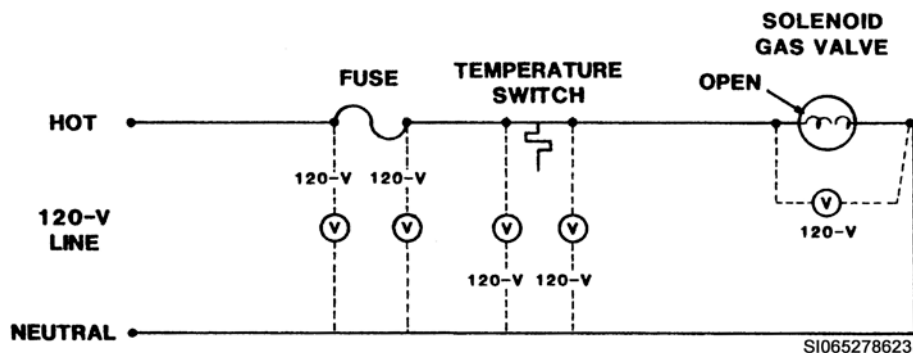 SOLENOID
GAS VALVE
FUSE
TEMPERATURE
SWITCH
OPEN
HOT
120-V 120-V
V V V V V
120-V
120-V
LINE
120-V 120-V
NEUTRAL
SI065278623